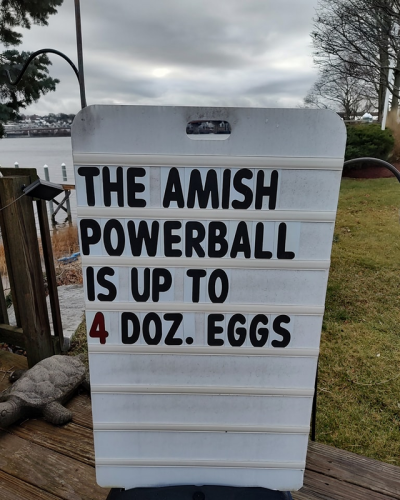 THE AMISH
POWERBALL
IS UP TO
4 DOZ. EGGS